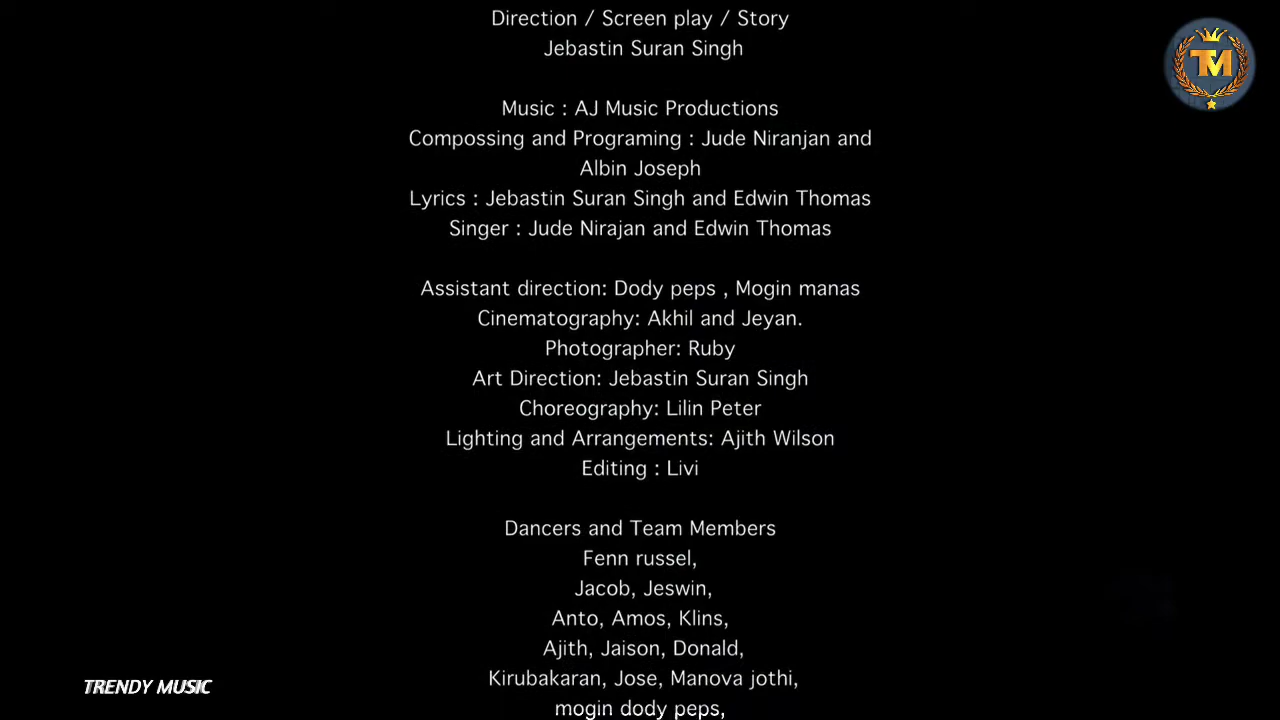 Direction / Screen play / Story
Jebastin Suran Singh
TM
Music : AJ Music Productions
Compossing and Programing : Jude Niranjan and
Albin Joseph
Lyrics : Jebastin Suran Singh and Edwin Thomas
Singer : Jude Nirajan and Edwin Thomas
Assistant direction: Dody peps , Mogin manas
Cinematography: Akhil and Jeyan.
Photographer: Ruby
Art Direction: Jebastin Suran Singh
Choreography: Lilin Peter
Lighting and Arrangements: Ajith Wilson
Editing : Livi
Dancers and Team Members
Fenn russel,
Jacob, Jeswin,
Anto, Amos, Klins,
Ajith, Jaison, Donald,
Kirubakaran, Jose, Manova jothi,
mogin dody peps,
TRENDY MUSIC